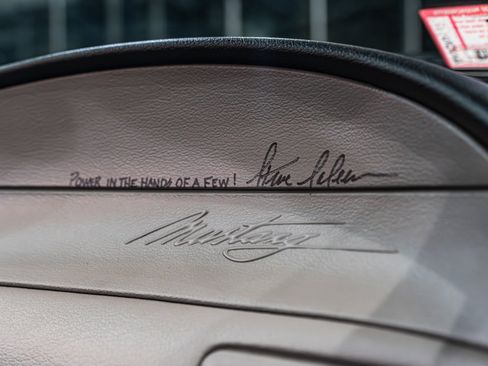 POWER IN THE HANDS OF A FEW! Steve Saleen
Mustang